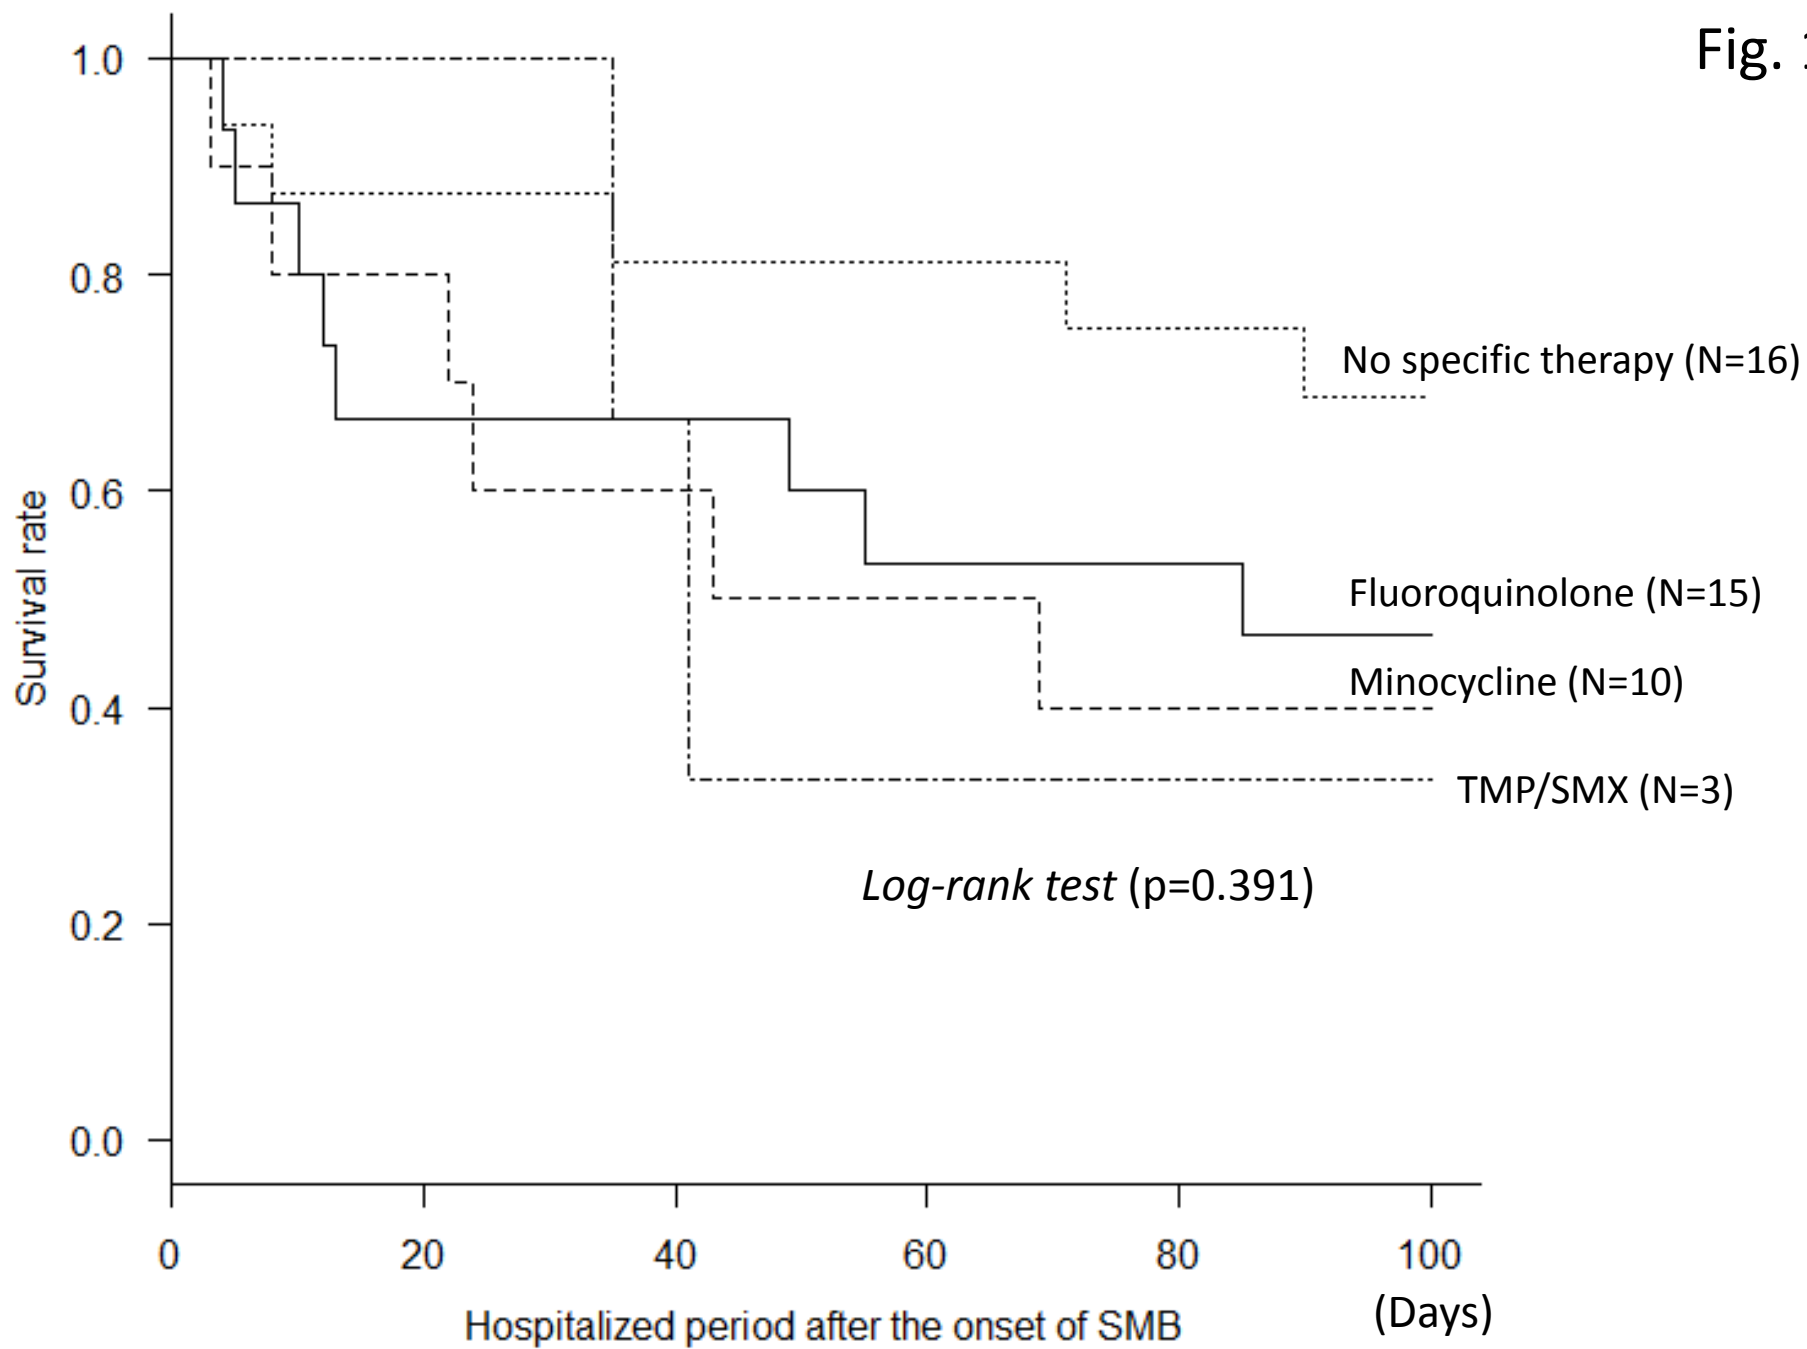 Fig.
1.0
0.8
0.6
0.4
0.2
0.0
Survival rate
No specific therapy (N=16)
Fluoroquinolone (N=15)
Minocycline (N=10)
TMP/SMX (N=3)
Log-rank test (p=0.391)
0 20 40 60 80 100
Hospitalized period after the onset of SMB
(Days)